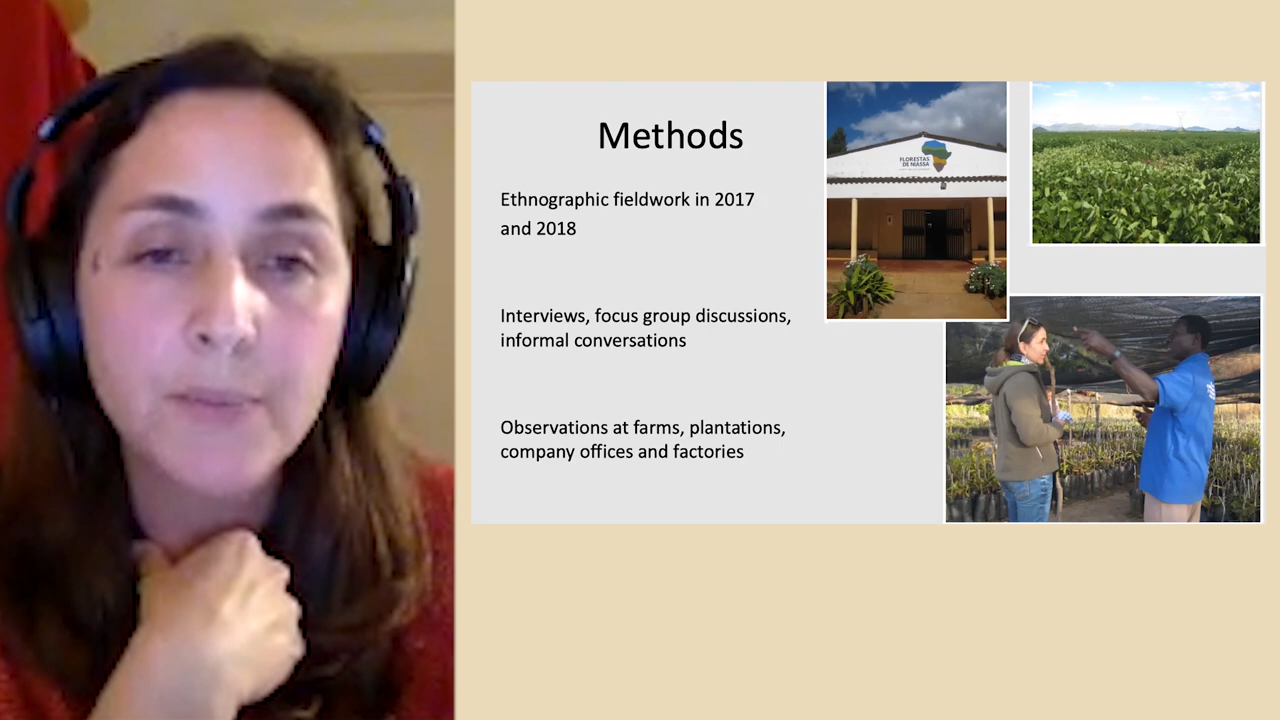 Methods
Ethnographic fieldwork in 2017
and 2018
Interviews, focus group discussions,
informal conversations
Observations at farms, plantations,
company offices and factories
FLORESTAS
DE NIASSA